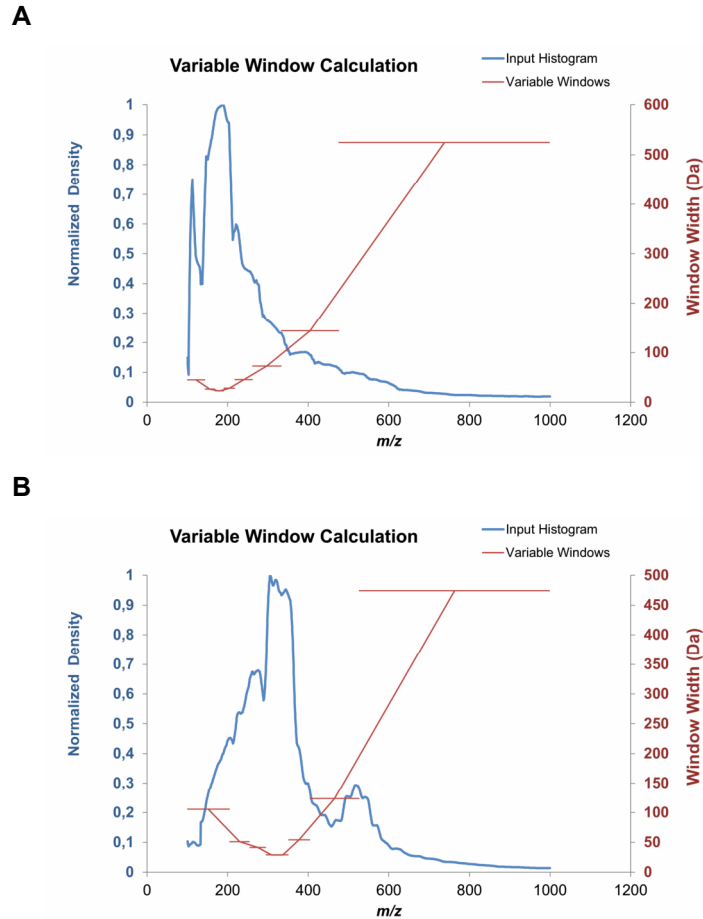 A
Variable Window Calculation
Input Histogram
Variable Windows
Normalized Density
1
0,9
0,8
0,7
0,6
0,5
0,4
0,3
0,2
0,1
0
600
500
400
300
200
100
0
Window Width (Da)
0 200 400 600 800 1000 1200
m/z
B
Variable Window Calculation
Input Histogram
Variable Windows
Normalized Density
1
0,9
0,8
0,7
0,6
0,5
0,4
0,3
0,2
0,1
0
500
450
400
350
300
250
200
150
100
50
0
Window Width (Da)
0 200 400 600 800 1000 1200
m/z